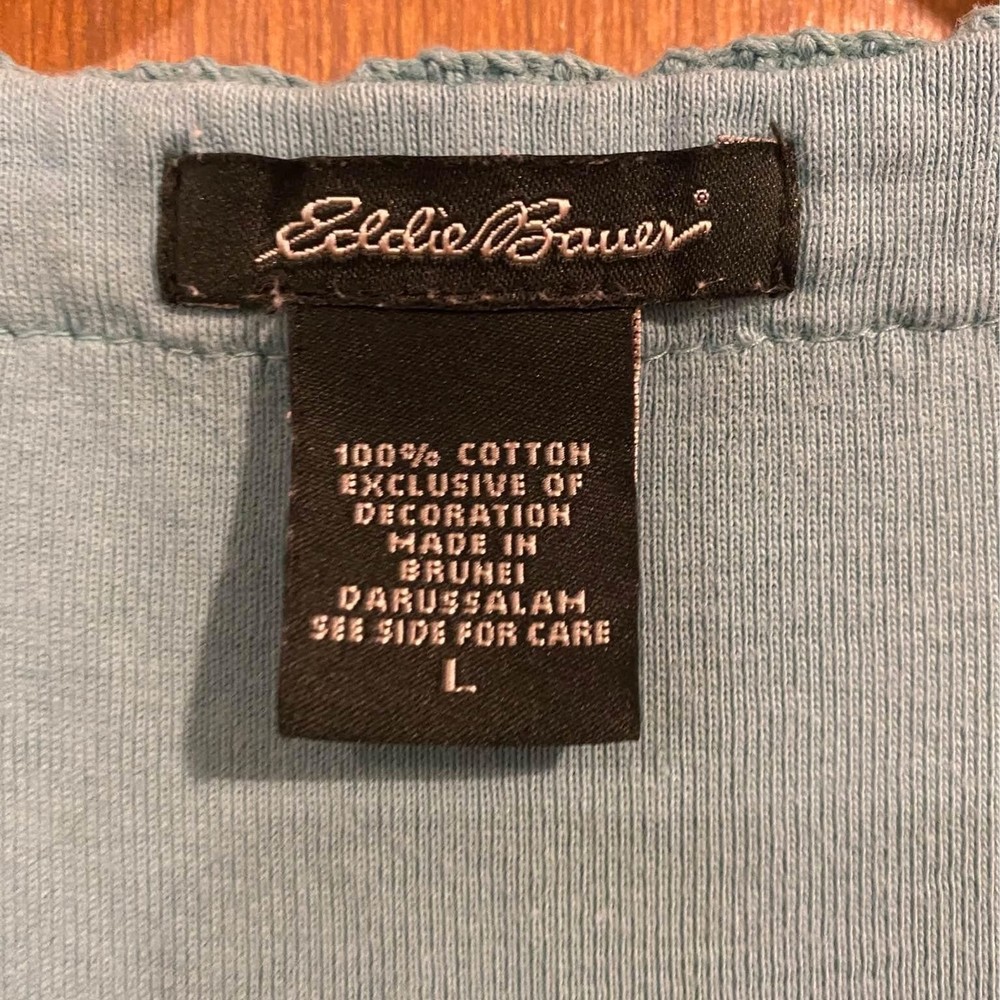 Eddie Bauer®
100% COTTON
EXCLUSIVE OF
DECORATION
MADE IN
BRUNEI
DARUSSALAM
SEE SIDE FOR CARE
L